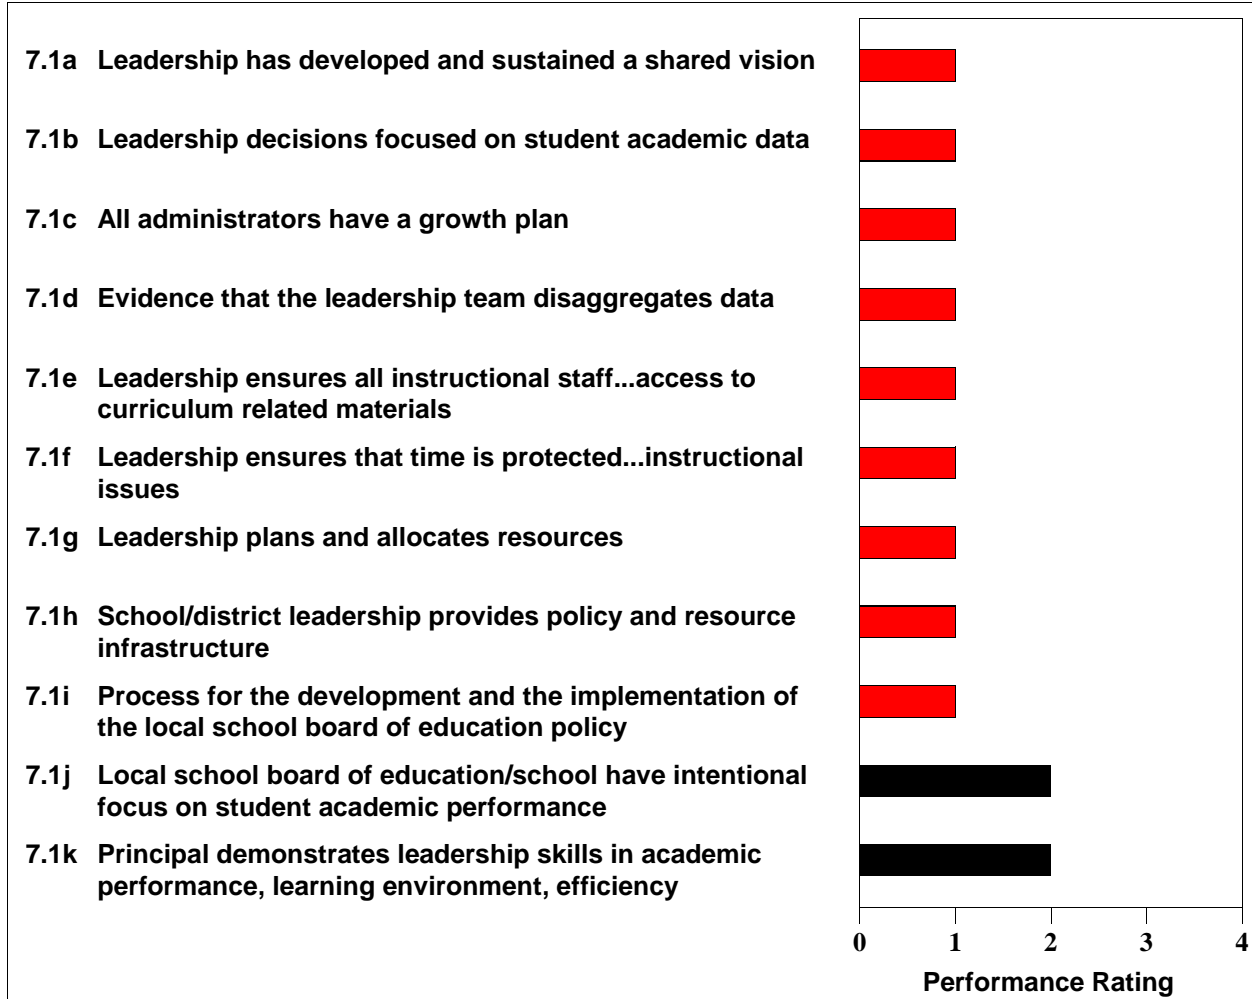 7.1a Leadership has developed and sustained a shared vision
7.1b Leadership decisions focused on student academic data
7.1c All administrators have a growth plan
7.1d Evidence that the leadership team disaggregates data
7.1e Leadership ensures all instructional staff...access to
curriculum related materials
7.1f Leadership ensures that time is protected...instructional
issues
7.1g Leadership plans and allocates resources
7.1h School/district leadership provides policy and resource
infrastructure
7.1i Process for the development and the implementation of
the local school board of education policy
7.1j Local school board of education/school have intentional
focus on student academic performance
7.1k Principal demonstrates leadership skills in academic
performance, learning environment, efficiency
0 1 2 3 4
Performance Rating